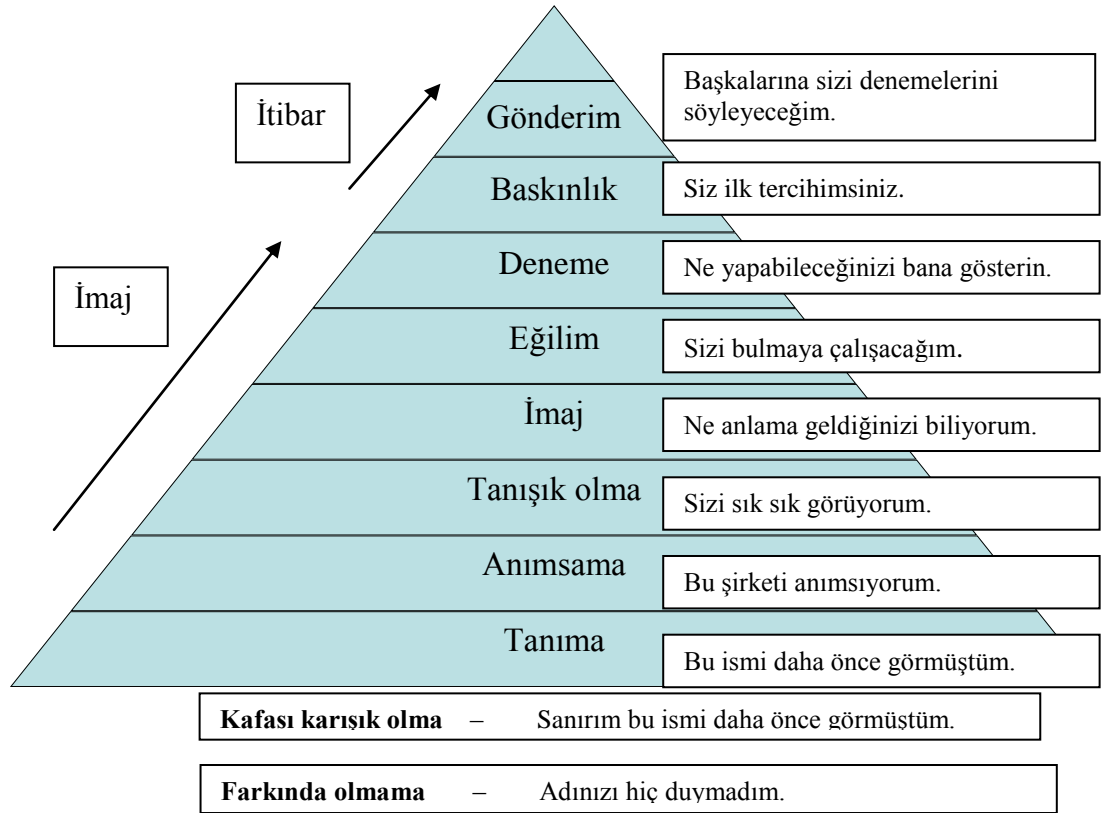 Başkalarına sizi denemelerini
söyleyeceğim.
İtibar
Gönderim
Baskınlık
Siz ilk tercihimsiniz.
Deneme
Ne yapabileceğinizi bana gösterin.
İmaj
Eğilim
Sizi bulmaya çalışacağım.
İmaj
Ne anlama geldiğinizi biliyorum.
Tanışık olma
Sizi sık sık görüyorum.
Anımsama
Bu şirketi anımsıyorum.
Tanıma
Bu ismi daha önce görmüştüm.
Kafası karışık olma – Sanırım bu ismi daha önce görmüştüm.
Farkında olmama – Adınızı hiç duymadım.